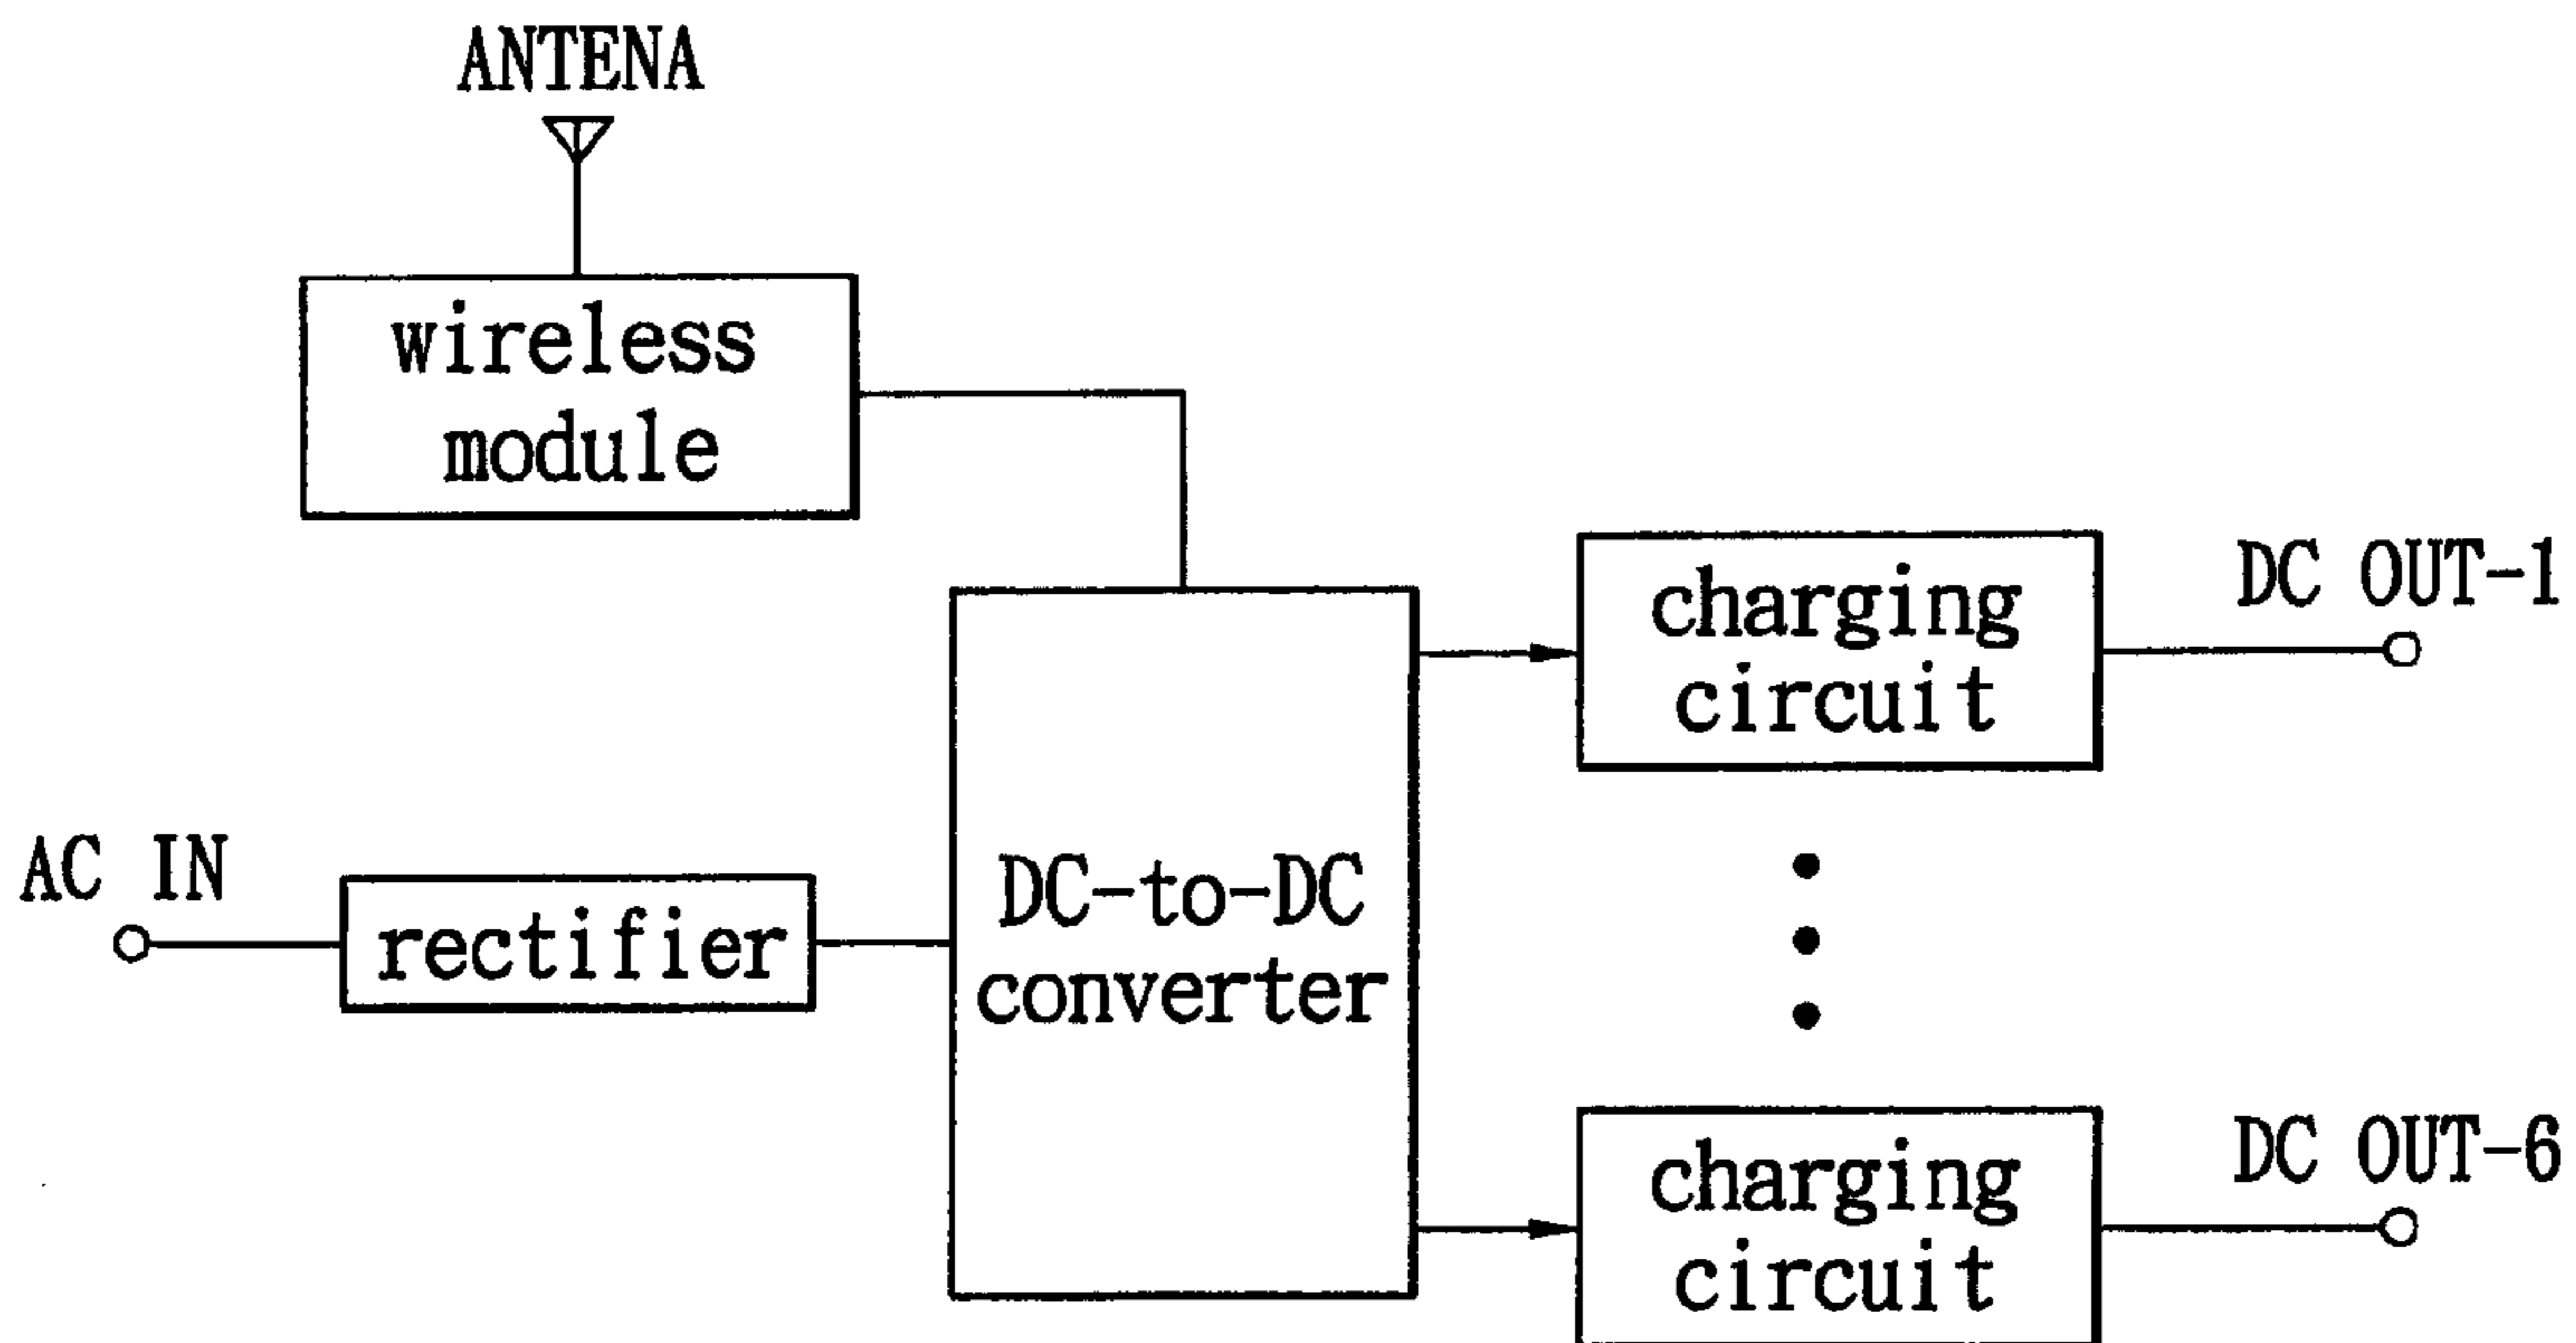 ANTENA
wireless
module
charging
circuit
DC OUT-1
AC IN
rectifier
DC-to-DC
converter
charging
circuit
DC OUT-6